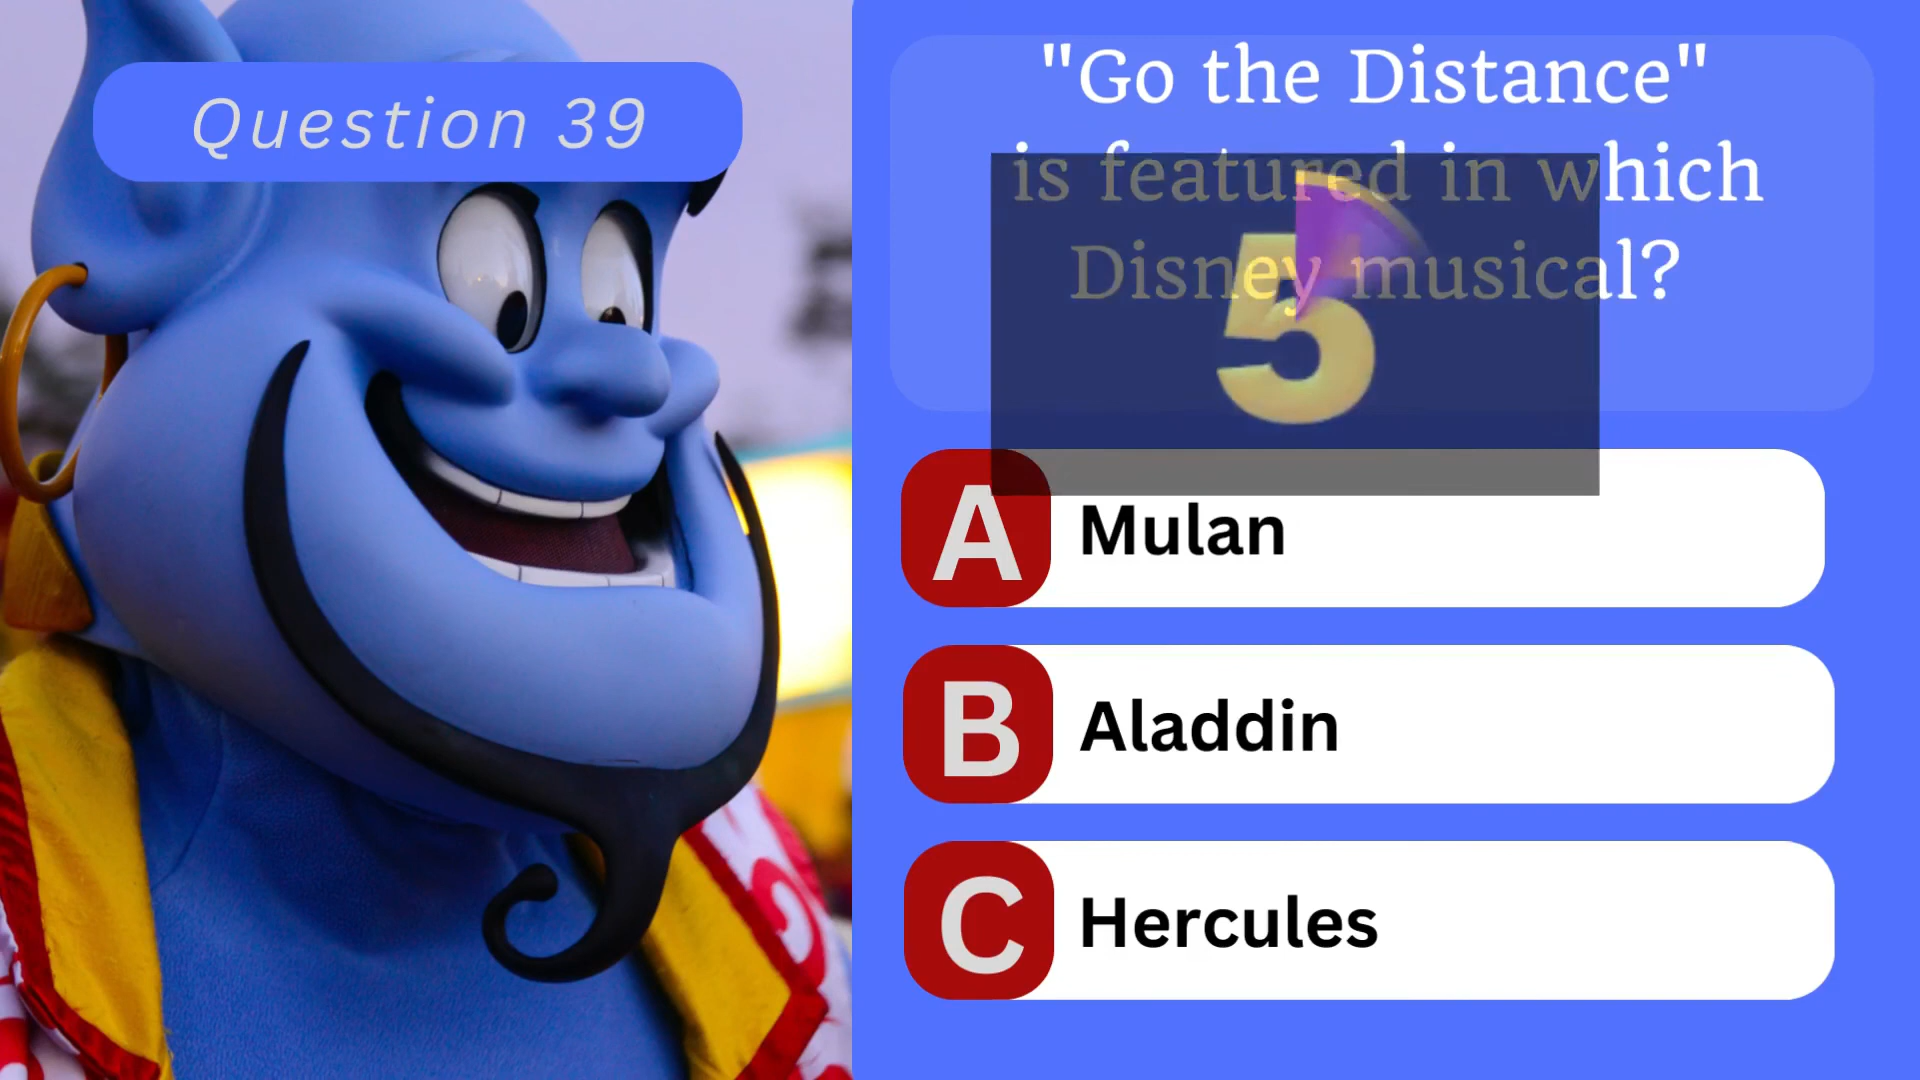 Question 39
"Go the Distance"
is featured in which
Disney musical?
5
A Mulan
B Aladdin
C Hercules